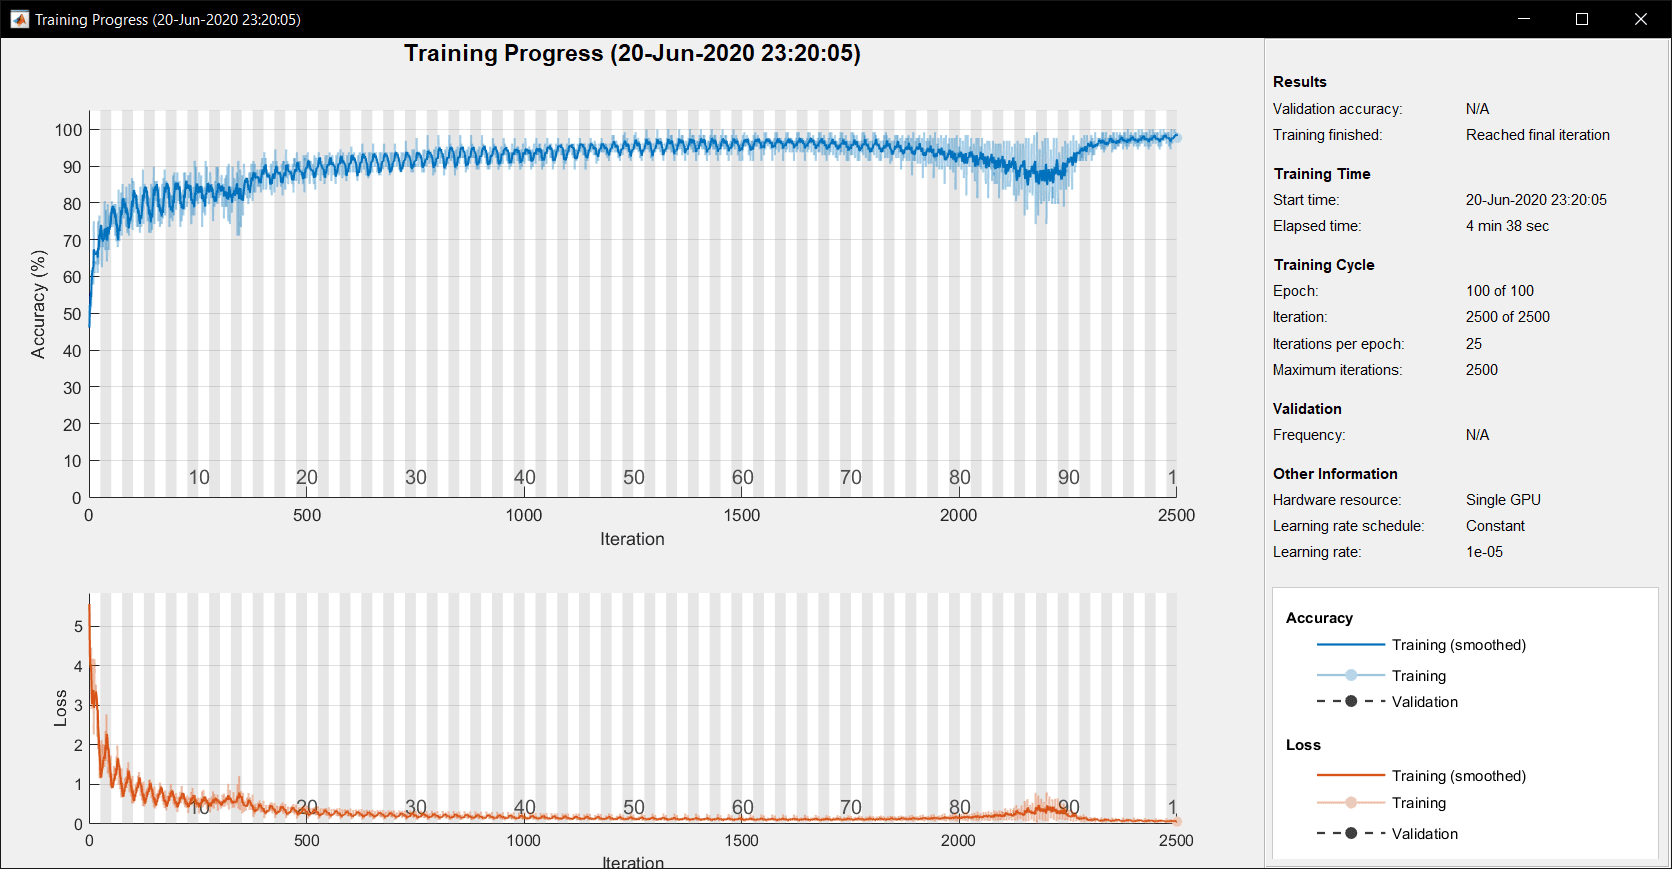 Training Progress (20-Jun-2020 23:20:05)
Training Progress (20-Jun-2020 23:20:05)
Accuracy (%)
100
90
80
70
60
50
40
30
20
10
0
10 20 30 40 50 60 70 80 90 1
0 500 1000 1500 2000 2500
Iteration
Loss
5
4
3
2
1
0
10 20 30 40 50 60 70 80 90 1
0 500 1000 1500 2000 2500
Iteration
Results
Validation accuracy: N/A
Training finished: Reached final iteration
Training Time
Start time: 20-Jun-2020 23:20:05
Elapsed time: 4 min 38 sec
Training Cycle
Epoch: 100 of 100
Iteration: 2500 of 2500
Iterations per epoch: 25
Maximum iterations: 2500
Validation
Frequency: N/A
Other Information
Hardware resource: Single GPU
Learning rate schedule: Constant
Learning rate: 1e-05
Accuracy
Training (smoothed)
Training
Validation
Loss
Training (smoothed)
Training
Validation